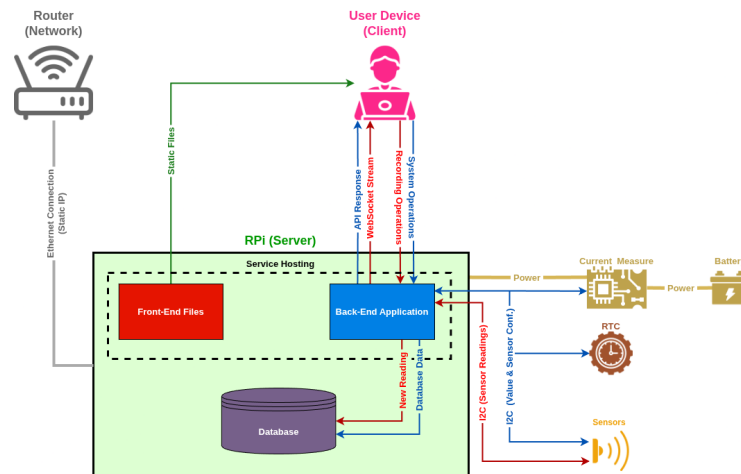 Router
(Network)
User Device
(Client)
Static Files
API Response
WebSocket Stream
Recording Operations
System Operations
Ethernet Connection
(Static IP)
RPi (Server)
Service Hosting
Front-End Files
Back-End Application
Current Measure
Batter
Power
Power
RTC
New Reading
Database Data
I2C (Sensor Readings)
I2C (Value & Sensor Conf.)
Database
Sensors